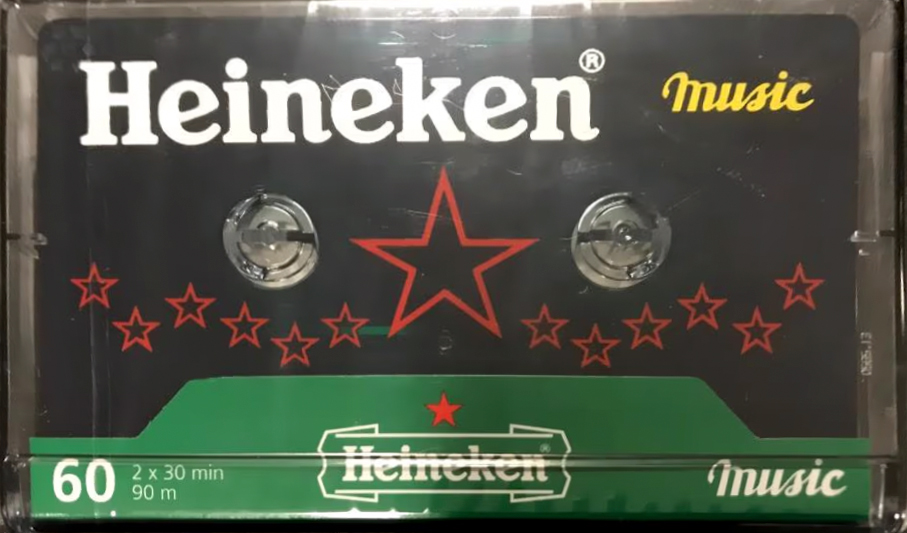 Heineken® music
60 2 x 30 min
90 m
Heineken®
music